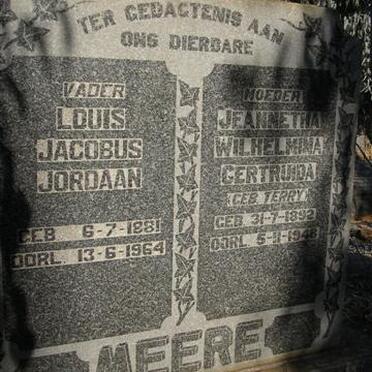 TER GEDAGTENIS AAN
ONS DIERBARE
VADER
LOUIS
JACOBUS
JORDAAN
GEB. 6-7-1881
OORL. 13-6-1964
MOEDER
JEANNETHA
WILHELMINA
GERTRUIDA
(GEB TERRY)
GEB. 31-7-1892
OORL. 5-11-1948
MEERE